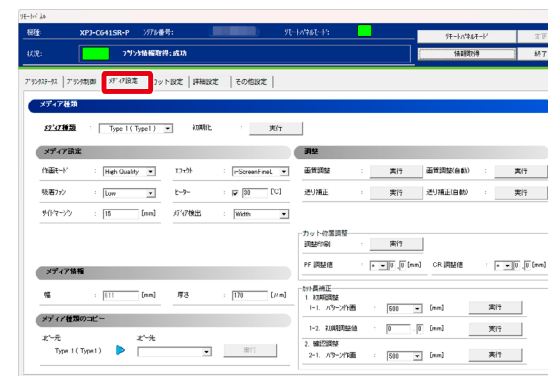 ﾘﾓｰﾄﾊﾟﾈﾙ
機種: XPJ-C641SR-P ｼﾘｱﾙ番号: ﾘﾓｰﾄﾊﾟﾈﾙﾓｰﾄﾞ: ﾘﾓｰﾄﾊﾟﾈﾙﾓｰﾄﾞ 変更
状況: ﾌﾟﾘﾝﾀ情報取得:成功 情報取得 終了
ﾌﾟﾘﾝﾀｽﾃｰﾀｽ ﾌﾟﾘﾝﾀ制御 ﾒﾃﾞｨｱ設定 カット設定 詳細設定 その他設定
メディア種類
ﾒﾃﾞｨｱ種類 : Type 1 ( Type1 ) 初期化 : 実行
メディア設定
作画ﾓｰﾄﾞ : High Quality ｴﾌｪｸﾄ : i-ScreenFineL
吸着ﾌｧﾝ : Low ﾋｰﾀｰ : 30 [℃]
ｻｲﾄﾞﾏｰｼﾞﾝ : 15 [mm] ﾒﾃﾞｨｱ検出 : Width
調整
画質調整 : 実行 画質調整(自動) : 実行
送り補正 : 実行 送り補正(自動) : 実行
カット位置調整
調整印刷 : 実行
PF 調整値 : + 0 . 0 [mm] CR 調整値 : + 0 . 0 [mm]
メディア情報
幅 : 611 [mm] 厚さ : 170 [μm]
ｶｯﾄ長補正
1. 初期調整
1-1. ﾊﾟﾀｰﾝ作画 : 500 [mm] 実行
1-2. 初期調整値 : 0 . 0 [mm] 実行
2. 確認調整
2-1. ﾊﾟﾀｰﾝ作画 : 500 [mm] 実行
メディア種類のコピー
ｺﾋﾟｰ元 ｺﾋﾟｰ先
Type 1 ( Type1 ) 実行